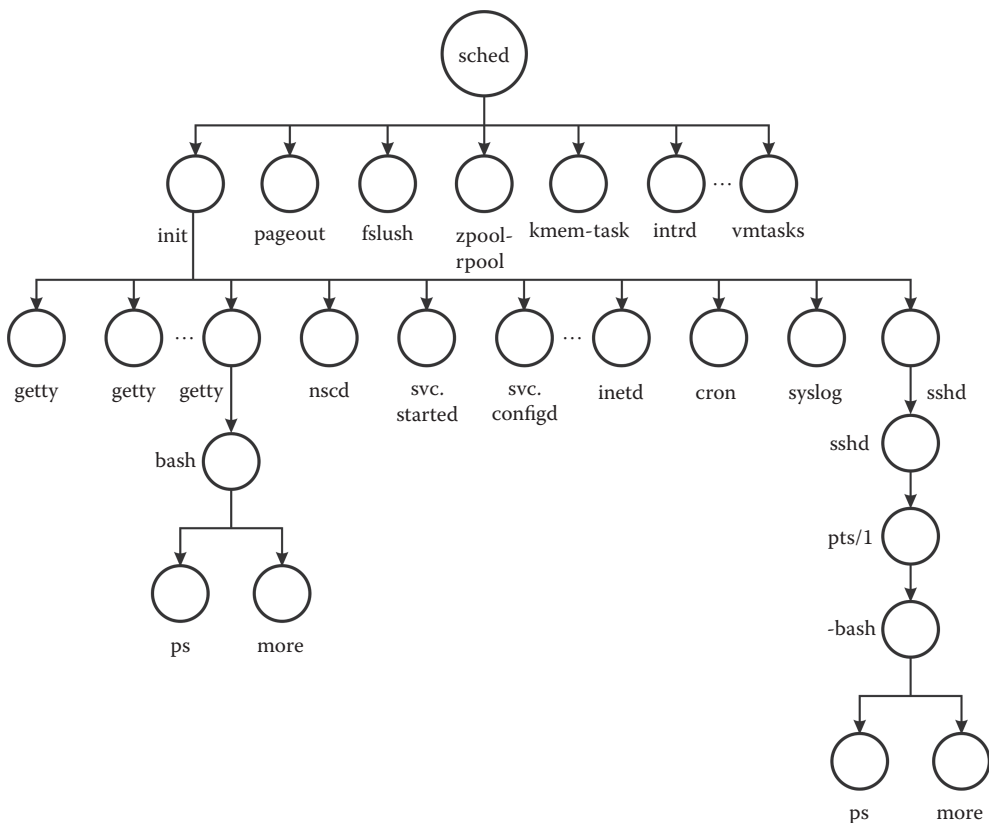 sched
init
pageout
fslush
zpool-
rpool
kmem-task
intrd
...
vmtasks
getty
getty
...
getty
nscd
svc.
started
svc.
configd
...
inetd
cron
syslog
sshd
bash
sshd
pts/1
ps
more
-bash
ps
more